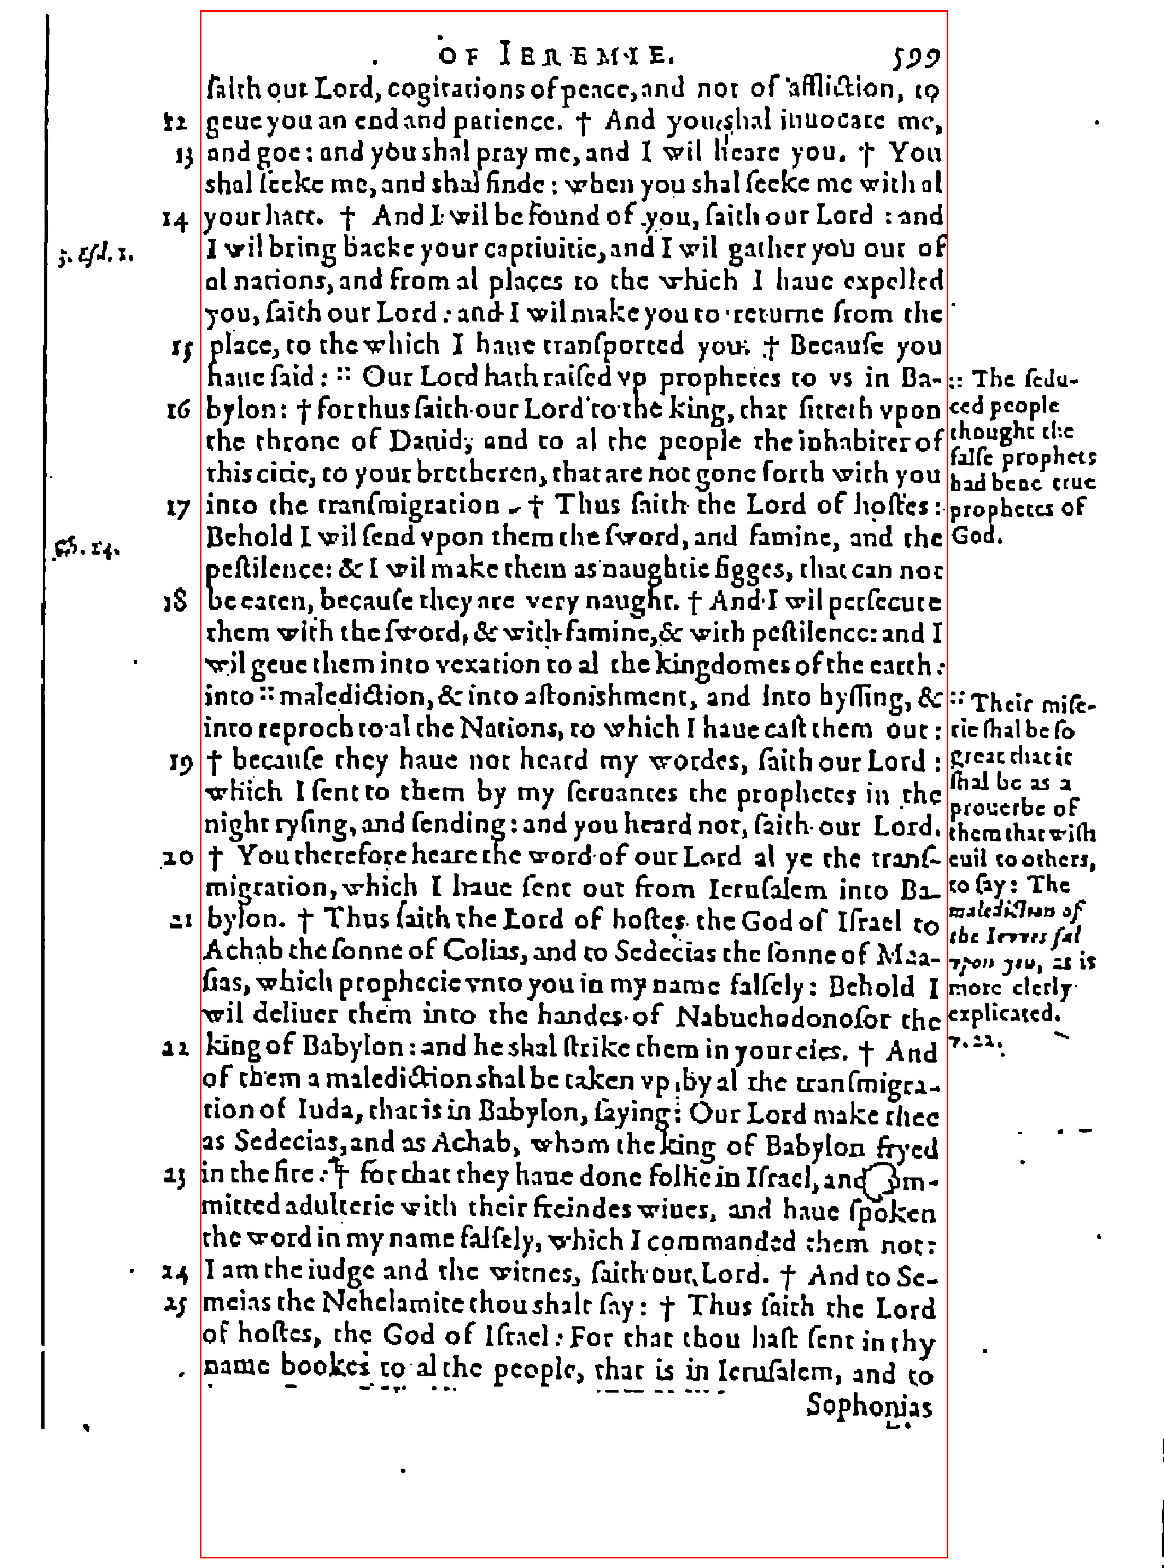 OF IEREMIE. 599
ſaith our Lord, cogitations of peace, and not of affliction, to
12 geue you an end and patience. † And you shal inuocate me,
13 and goe: and you shal pray me, and I wil heare you. † You
shal ſeeke me, and shal finde: when you shal ſeeke me with al
14 your hart. † And I wil be found of you, ſaith our Lord: and
3. Eſd. 1.
I wil bring backe your captiuitie, and I wil gather you out of
al nations, and from al places to the which I haue expelled
you, ſaith our Lord: and I wil make you to returne from the
15 place, to the which I haue tranſported you. † Becauſe you
haue ſaid: :: Our Lord hath raiſed vp prophetes to vs in Ba-
16 bylon: † for thus ſaith our Lord to the king, that ſitteth vpon
the throne of Dauid, and to al the people the inhabiter of
this citie, to your bretheren, that are not gone forth with you
17 into the tranſmigration. † Thus ſaith the Lord of hoſtes:
:: The ſedu-
ced people
thought the
falſe prophets
had bene true
prophetes of
God.
Behold I wil ſend vpon them the ſword, and famine, and the
14.
peſtilence: & I wil make them as naughtie figges, that can not
18 be eaten, becauſe they are very naught. † And I wil perſecute
them with the ſword, & with famine, & with peſtilence: and I
wil geue them into vexation to al the kingdomes of the earth:
into :: malediction, & into aſtonishment, and into hyſſing, &
into reproch to al the Nations, to which I haue caſt them out:
19 † becauſe they haue not heard my wordes, ſaith our Lord:
which I ſent to them by my ſeruantes the prophetes in the
night ryſing, and ſending: and you heard not, ſaith our Lord.
20 † You therefore heare the word of our Lord al ye the tranſ-
migration, which I haue ſent out from Ieruſalem into Ba-
21 bylon. † Thus ſaith the Lord of hoſtes the God of Iſrael to
Achab the ſonne of Colias, and to Sedecias the ſonne of Maa-
ſias, which prophecie vnto you in my name falſely: Behold I
wil deliuer them into the handes of Nabuchodonoſor the
:: Their miſe-
rie ſhal be ſo
great that it
ſhal be as a
prouerbe of
them that wiſh
euil to others,
to ſay: The
malediction of
the Iewes fal
vpon you, as is
more clerly
explicated.
v. 22.
22 king of Babylon: and he shal ſtrike them in your eies. † And
of them a malediction shal be taken vp by al the tranſmigra-
tion of Iuda, that is in Babylon, ſaying: Our Lord make thee
as Sedecias, and as Achab, whom the king of Babylon fryed
23 in the fire: † for that they haue done follie in Iſrael, and com-
mitted adulterie with their freindes wiues, and haue ſpoken
the word in my name falſely, which I commanded them not:
24 I am the iudge and the witnes, ſaith our Lord. † And to Se-
25 meias the Nehelamite thou shalt ſay: † Thus ſaith the Lord
of hoſtes, the God of Iſrael: For that thou haſt ſent in thy
name bookes to al the people, that is in Ieruſalem, and to
Sophonias